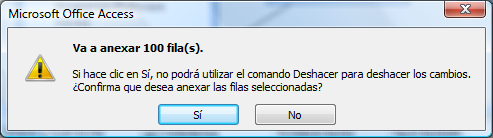 Microsoft Office Access
Va a anexar 100 fila(s).
Si hace clic en Sí, no podrá utilizar el comando Deshacer para deshacer los cambios.
¿Confirma que desea anexar las filas seleccionadas?
Sí
No